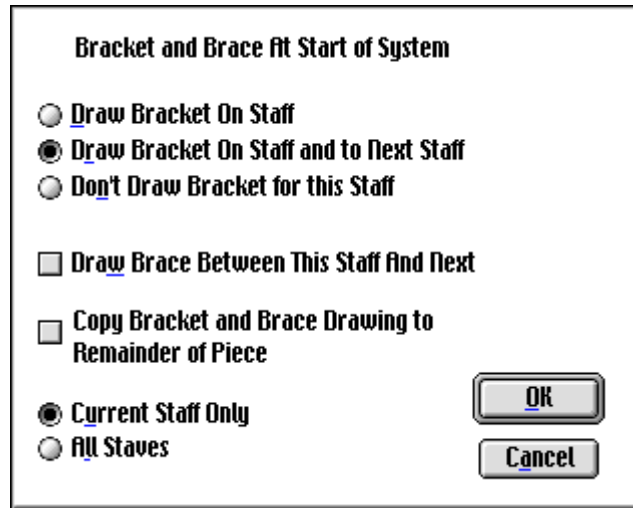 Bracket and Brace At Start of System
Draw Bracket On Staff
Draw Bracket On Staff and to Next Staff
Don't Draw Bracket for this Staff
Draw Brace Between This Staff And Next
Copy Bracket and Brace Drawing to
Remainder of Piece
Current Staff Only
All Staves
OK
Cancel